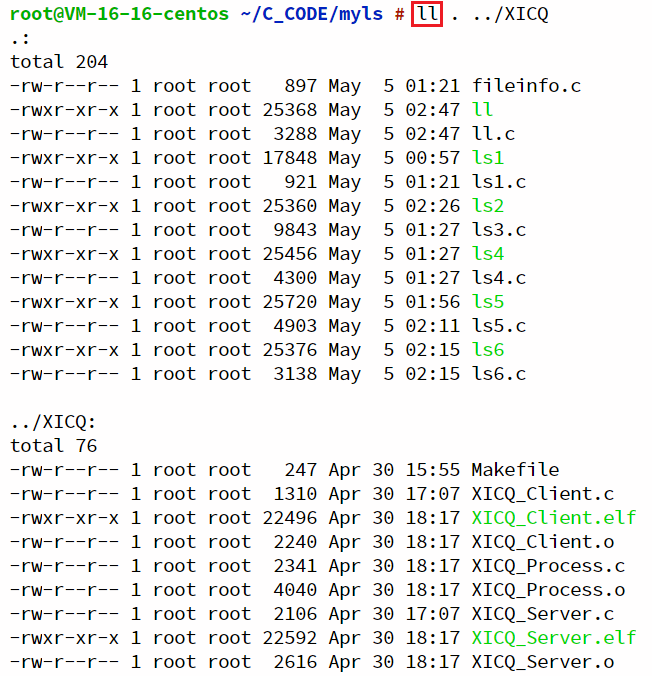 root@VM-16-16-centos ~/C_CODE/myls # ll . ../XICQ
.:
total 204
-rw-r--r-- 1 root root   897 May  5 01:21 fileinfo.c
-rwxr-xr-x 1 root root 25368 May  5 02:47 ll
-rw-r--r-- 1 root root  3288 May  5 02:47 ll.c
-rwxr-xr-x 1 root root 17848 May  5 00:57 ls1
-rw-r--r-- 1 root root   921 May  5 01:21 ls1.c
-rwxr-xr-x 1 root root 25360 May  5 02:26 ls2
-rw-r--r-- 1 root root  9843 May  5 01:27 ls3.c
-rwxr-xr-x 1 root root 25456 May  5 01:27 ls4
-rw-r--r-- 1 root root  4300 May  5 01:27 ls4.c
-rwxr-xr-x 1 root root 25720 May  5 01:56 ls5
-rw-r--r-- 1 root root  4903 May  5 02:11 ls5.c
-rwxr-xr-x 1 root root 25376 May  5 02:15 ls6
-rw-r--r-- 1 root root  3138 May  5 02:15 ls6.c

../XICQ:
total 76
-rw-r--r-- 1 root root   247 Apr 30 15:55 Makefile
-rw-r--r-- 1 root root  1310 Apr 30 17:07 XICQ_Client.c
-rwxr-xr-x 1 root root 22496 Apr 30 18:17 XICQ_Client.elf
-rw-r--r-- 1 root root  2240 Apr 30 18:17 XICQ_Client.o
-rw-r--r-- 1 root root  2341 Apr 30 18:17 XICQ_Process.c
-rw-r--r-- 1 root root  4040 Apr 30 18:17 XICQ_Process.o
-rw-r--r-- 1 root root  2106 Apr 30 17:07 XICQ_Server.c
-rwxr-xr-x 1 root root 22592 Apr 30 18:17 XICQ_Server.elf
-rw-r--r-- 1 root root  2616 Apr 30 18:17 XICQ_Server.o